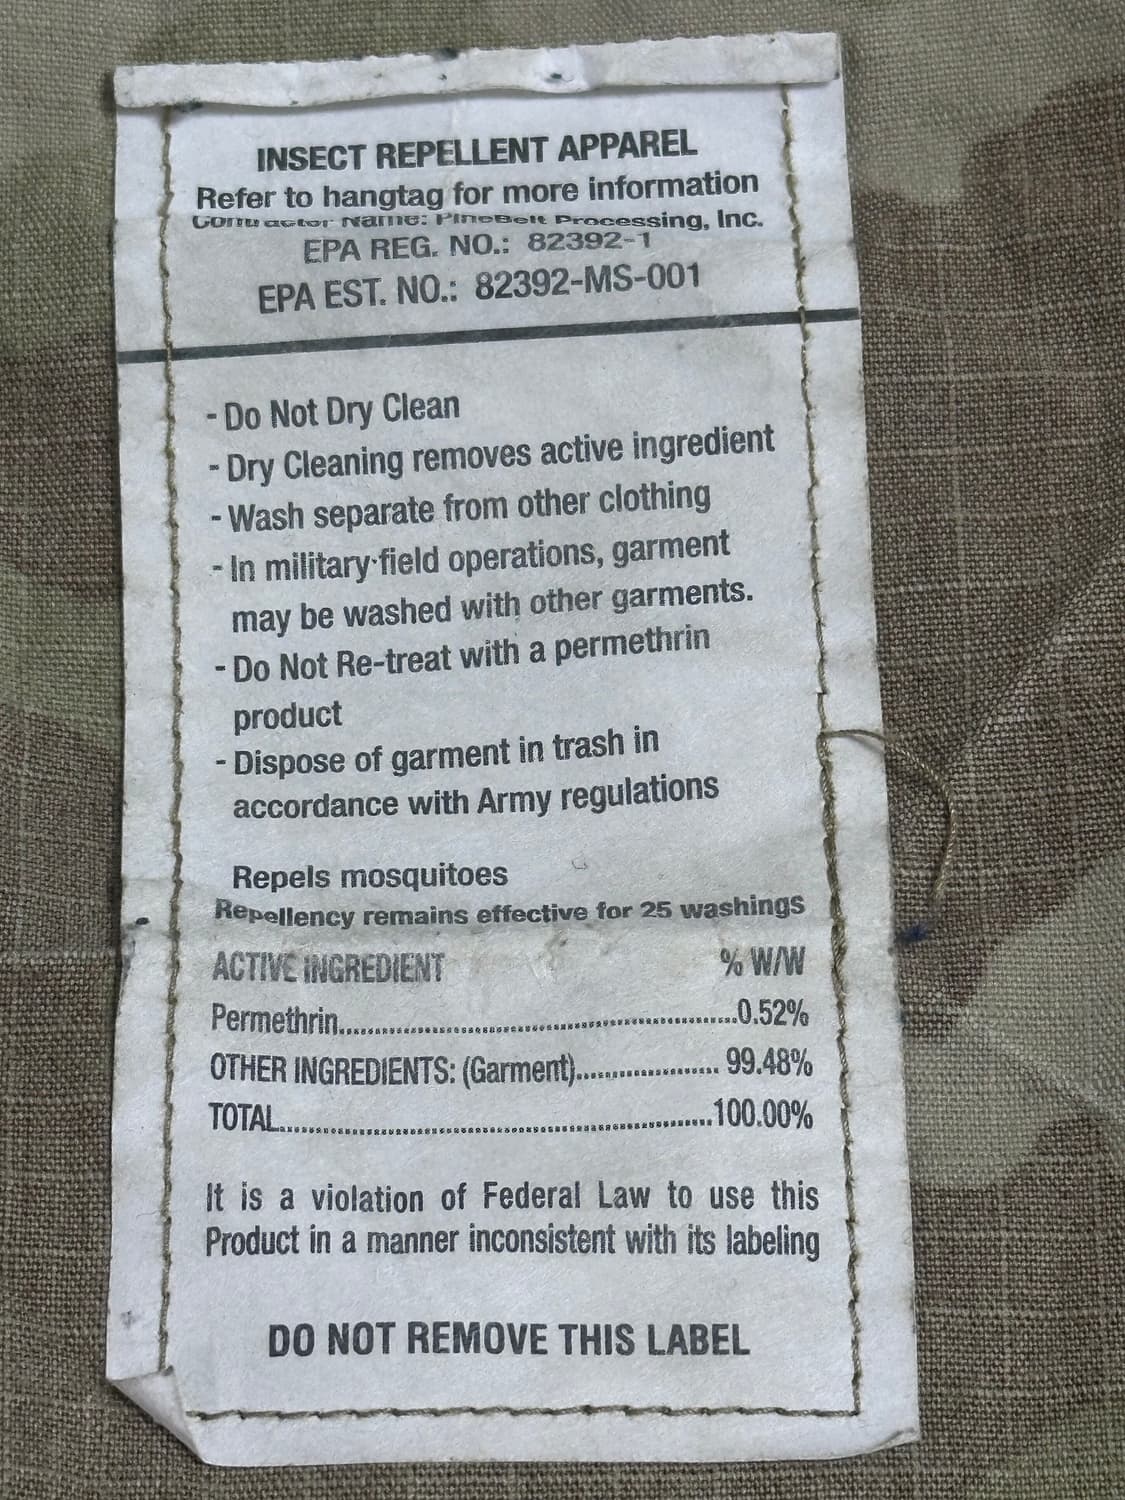 INSECT REPELLENT APPAREL
Refer to hangtag for more information
Contractor Name: PineBelt Processing, Inc.
EPA REG. NO.: 82392-1
EPA EST. NO.: 82392-MS-001
- Do Not Dry Clean
- Dry Cleaning removes active ingredient
- Wash separate from other clothing
- In military field operations, garment
may be washed with other garments.
- Do Not Re-treat with a permethrin
product
- Dispose of garment in trash in
accordance with Army regulations
Repels mosquitoes
Repellency remains effective for 25 washings
ACTIVE INGREDIENT % W/W
Permethrin..........0.52%
OTHER INGREDIENTS: (Garment).......... 99.48%
TOTAL..........100.00%
It is a violation of Federal Law to use this
Product in a manner inconsistent with its labeling
DO NOT REMOVE THIS LABEL